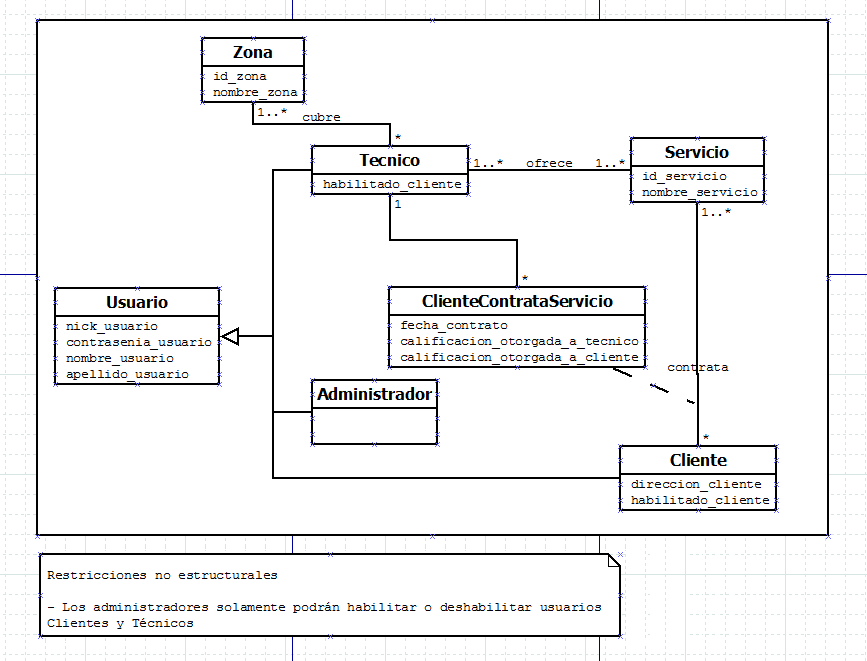 Zona
id_zona
nombre_zona
1..*
cubre
*
Tecnico
habilitado_cliente
1..*
ofrece
1..*
Servicio
id_servicio
nombre_servicio
1
1..*
*
ClienteContrataServicio
fecha_contrato
calificacion_otorgada_a_tecnico
calificacion_otorgada_a_cliente
Usuario
nick_usuario
contrasenia_usuario
nombre_usuario
apellido_usuario
contrata
Administrador
*
Cliente
direccion_cliente
habilitado_cliente
Restricciones no estructurales
- Los administradores solamente podrán habilitar o deshabilitar usuarios
Clientes y Técnicos